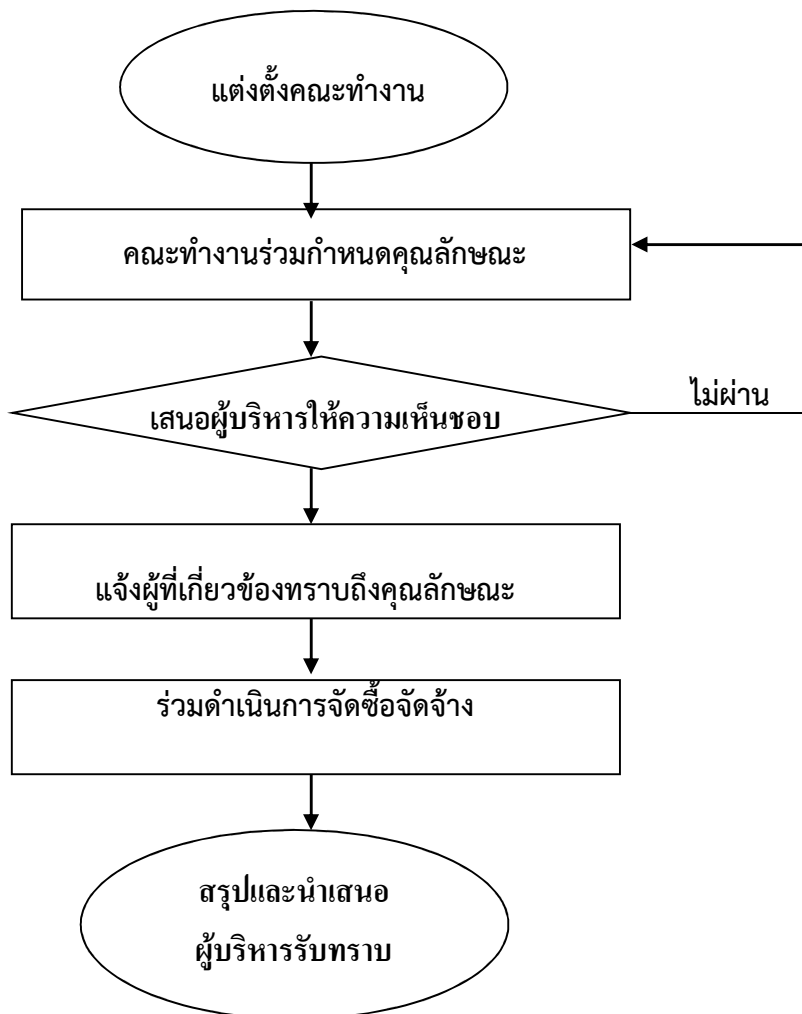 แต่งตั้งคณะทำงาน
คณะทำงานร่วมกำหนดคุณลักษณะ
ไม่ผ่าน
เสนอผู้บริหารให้ความเห็นชอบ
แจ้งผู้ที่เกี่ยวข้องทราบถึงคุณลักษณะ
ร่วมดำเนินการจัดซื้อจัดจ้าง
สรุปและนำเสนอ
ผู้บริหารรับทราบ